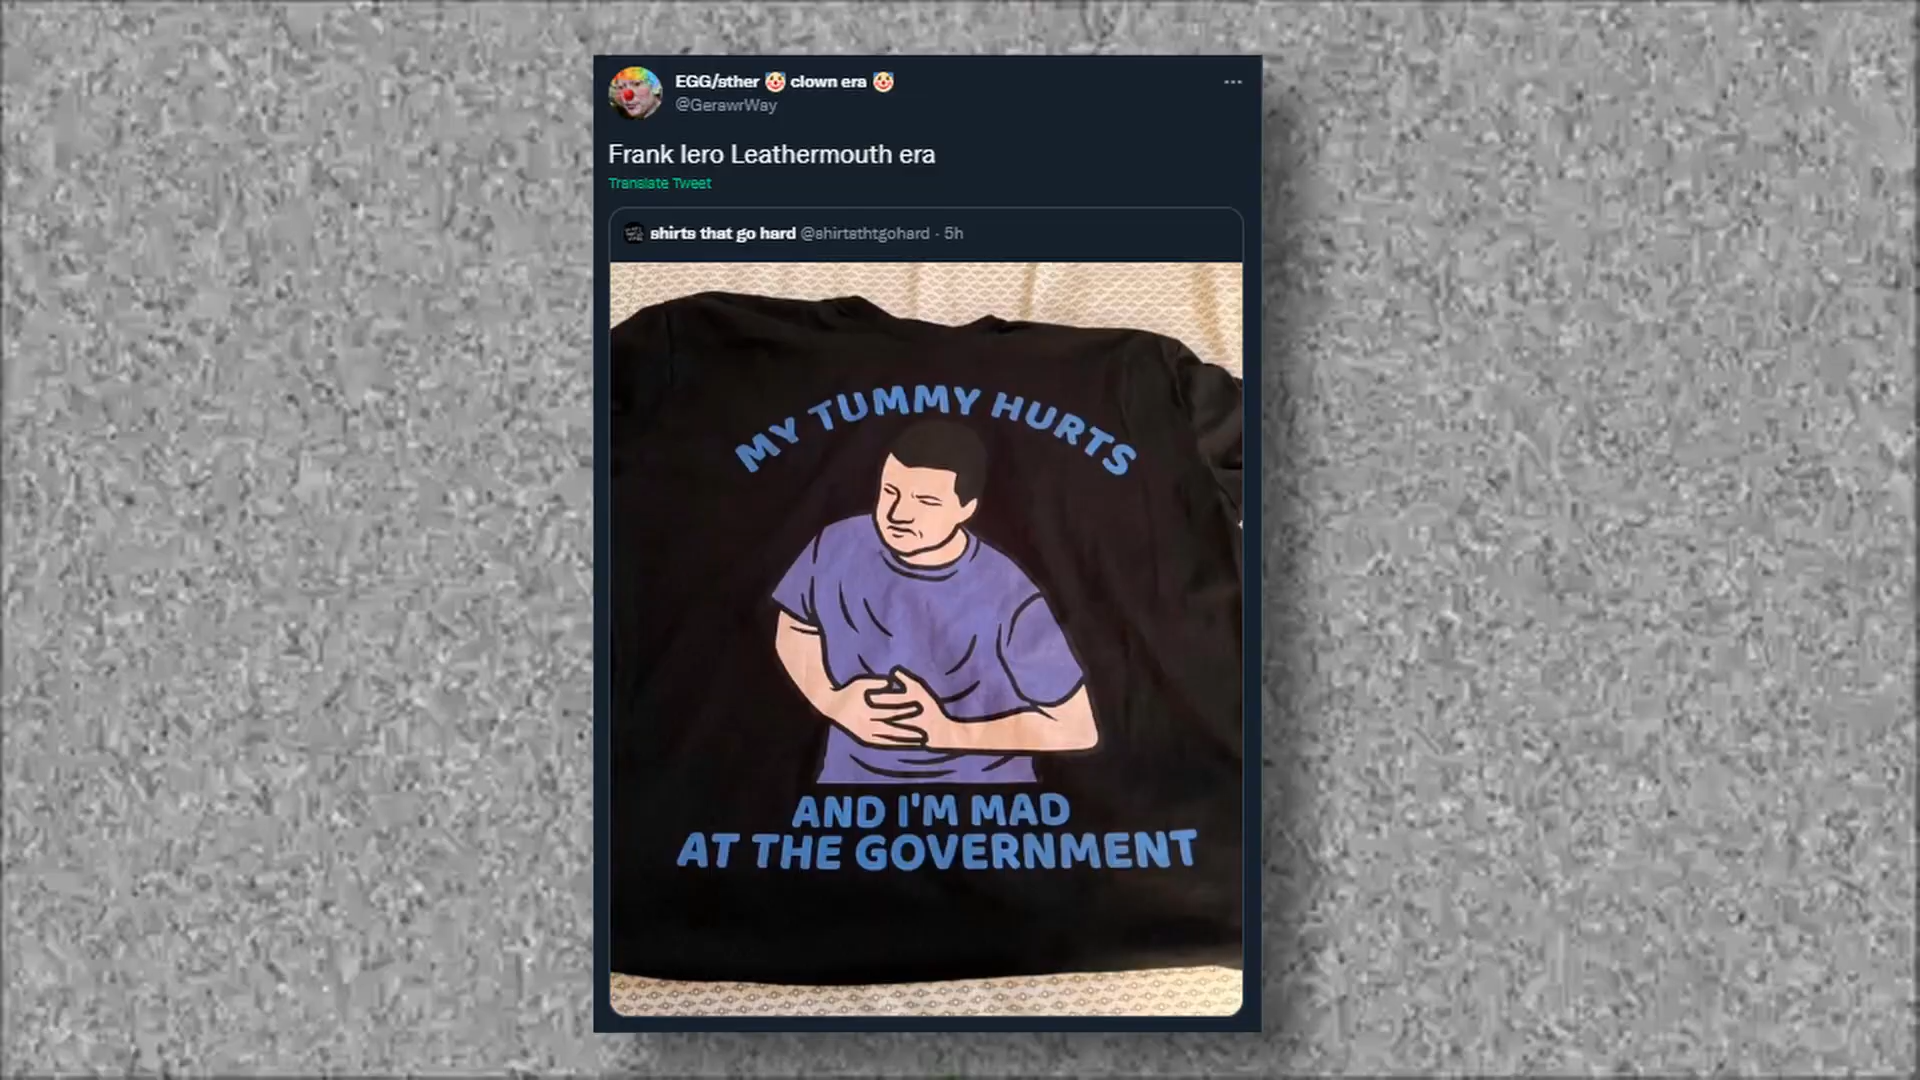 EGG/sther 🤡 clown era 🤡
@GerawrWay
Frank Iero Leathermouth era
Translate Tweet
shirts that go hard @shirtsthtgohard · 5h
MY TUMMY HURTS
AND I'M MAD
AT THE GOVERNMENT